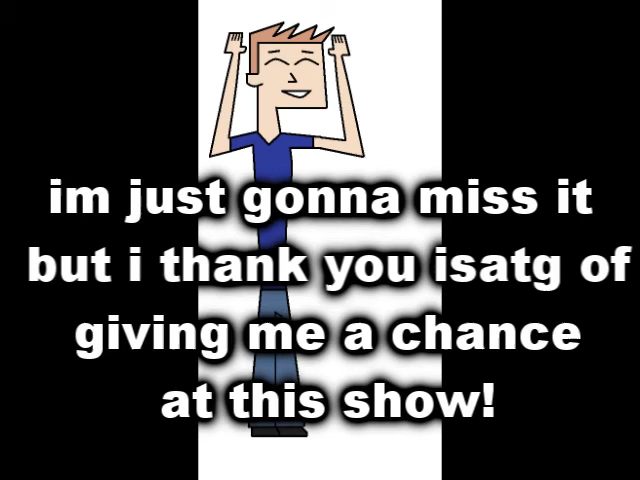 im just gonna miss it
but i thank you isatg of
giving me a chance
at this show!